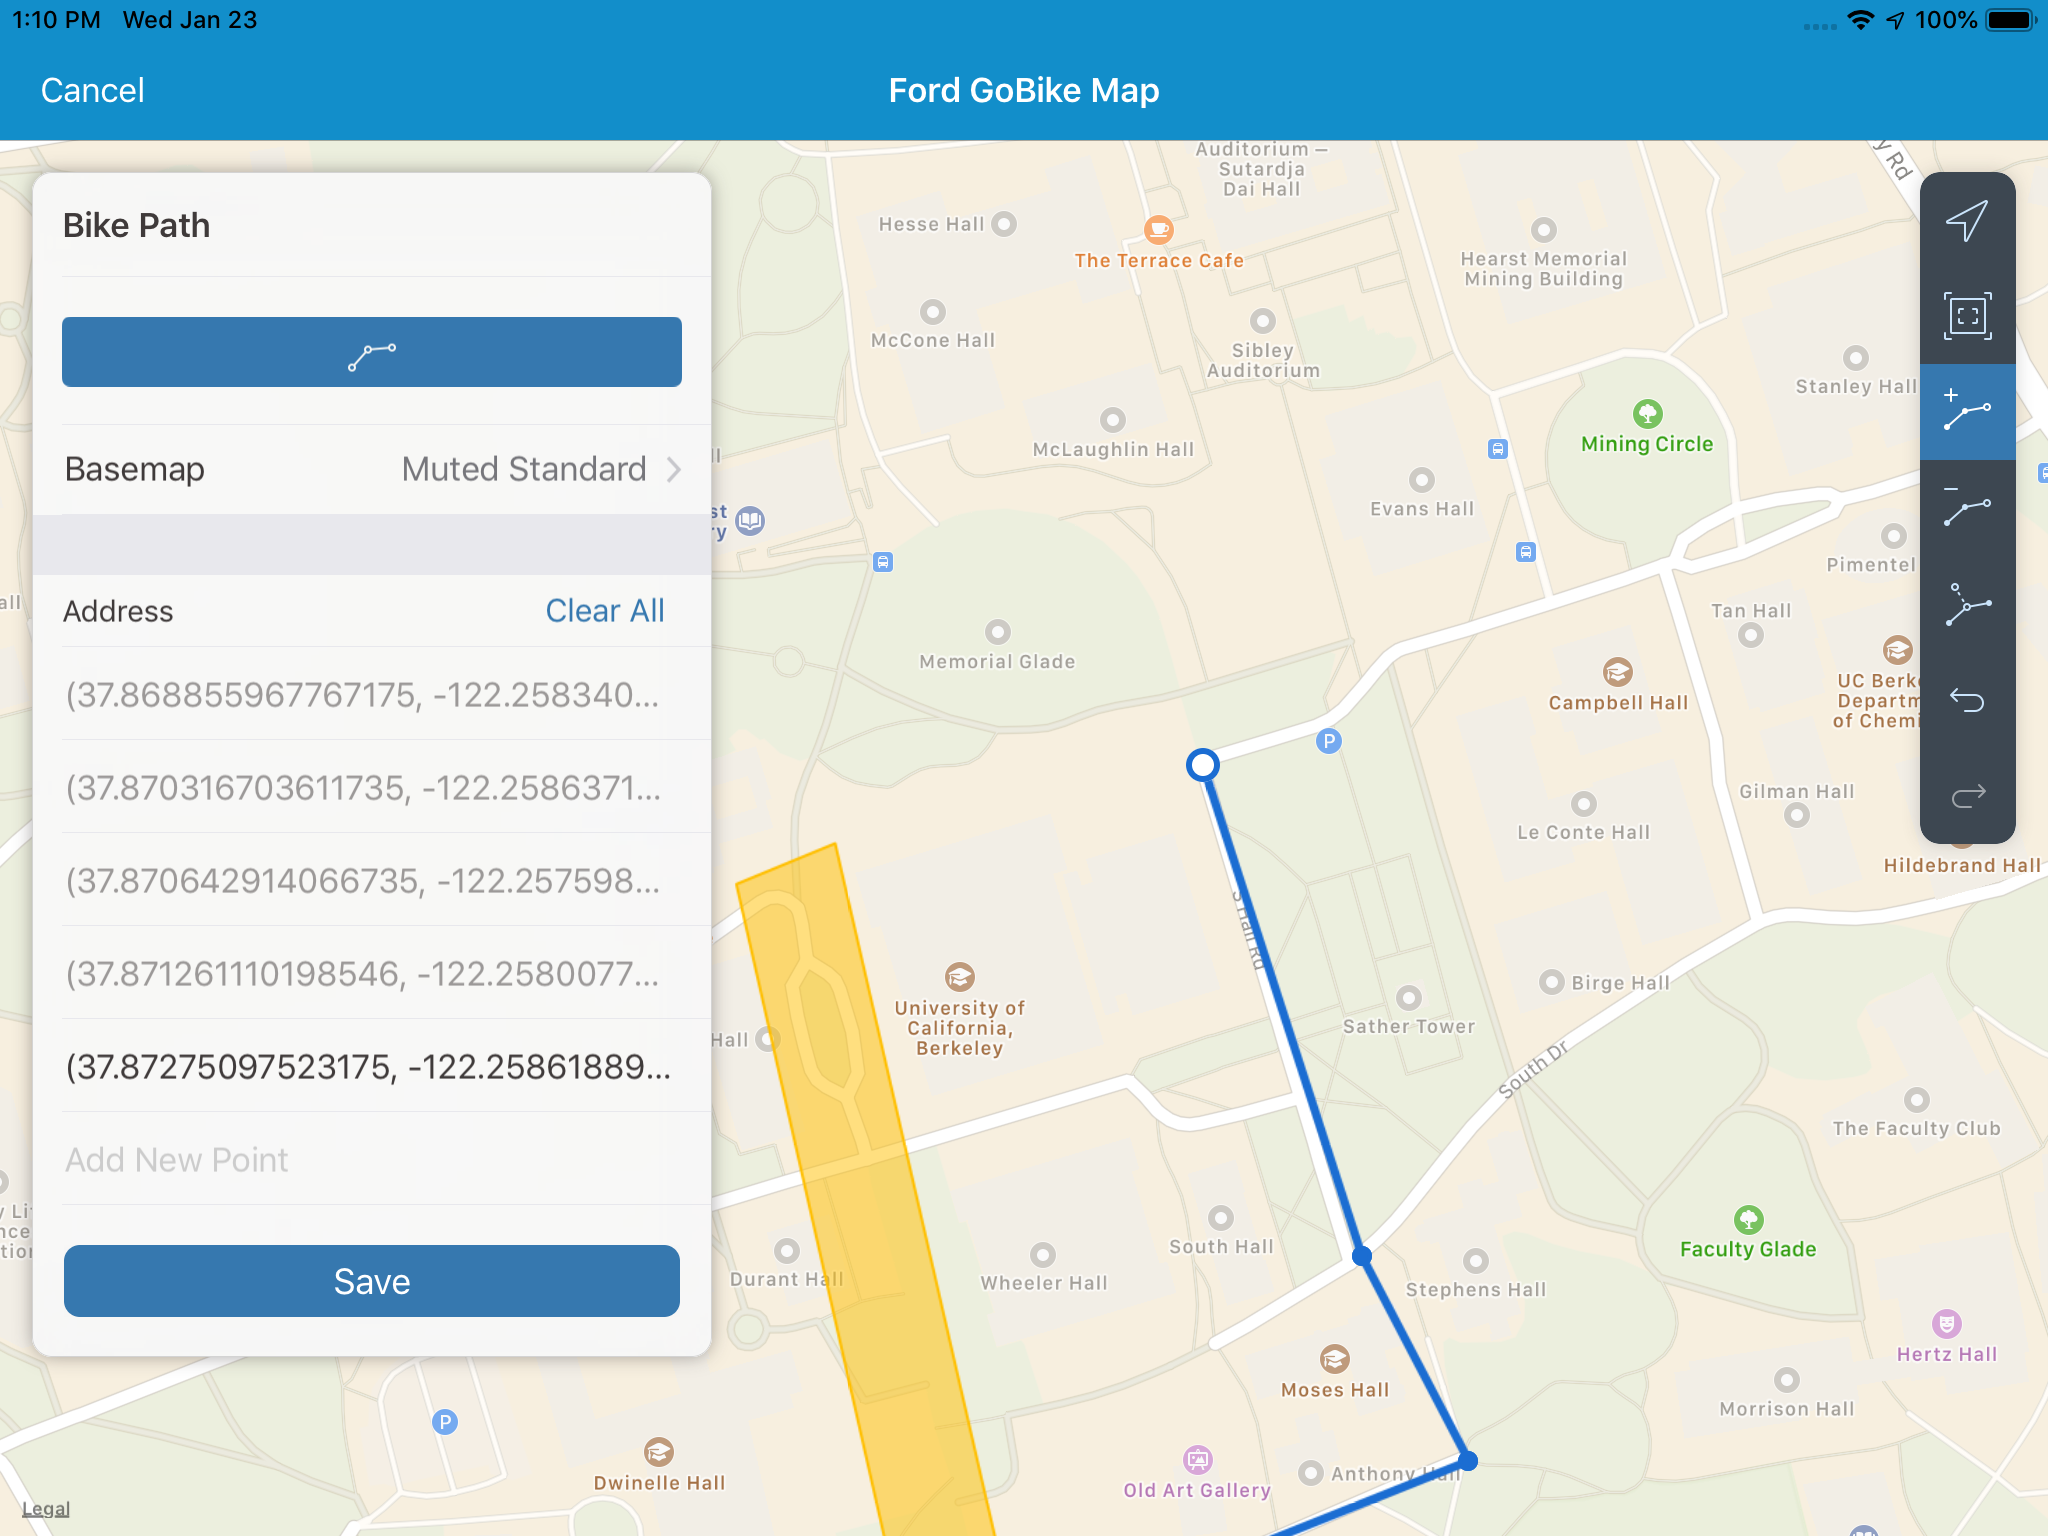 1:10 PM Wed Jan 23
100%
Cancel
Ford GoBike Map
Bike Path
Basemap
Muted Standard
Address
Clear All
(37.868855967767175, -122.258340...
(37.870316703611735, -122.2586371...
(37.870642914066735, -122.257598...
(37.871261110198546, -122.2580077...
(37.87275097523175, -122.25861889...
Add New Point
Save
Auditorium –
Sutardja
Dai Hall
Hesse Hall
The Terrace Cafe
Hearst Memorial
Mining Building
McCone Hall
Sibley
Auditorium
Stanley Hall
McLaughlin Hall
Mining Circle
Evans Hall
Pimentel
Memorial Glade
Tan Hall
Campbell Hall
UC Berk
Departm
of Chemi
P
Gilman Hall
Le Conte Hall
Hildebrand Hall
S Hall Rd
University of
California,
Berkeley
Birge Hall
Sather Tower
Hall
South Dr
The Faculty Club
South Hall
Faculty Glade
Durant Hall
Wheeler Hall
Stephens Hall
Hertz Hall
Moses Hall
Morrison Hall
P
Dwinelle Hall
Old Art Gallery
Anthony Hall
Legal